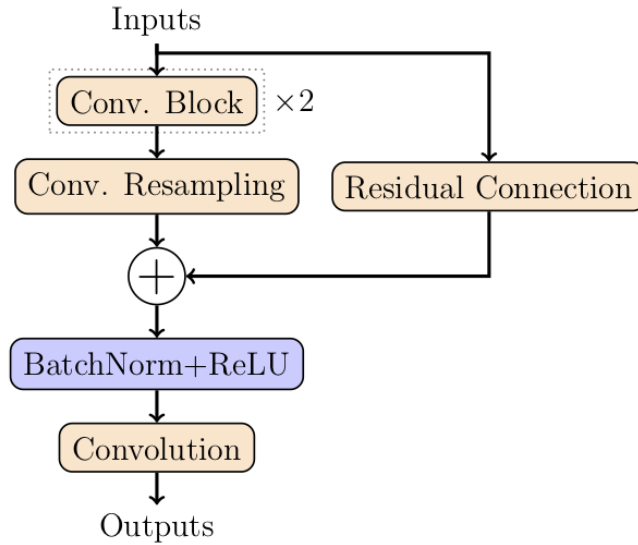 Inputs
Conv. Block ×2
Conv. Resampling
Residual Connection
+
BatchNorm+ReLU
Convolution
Outputs